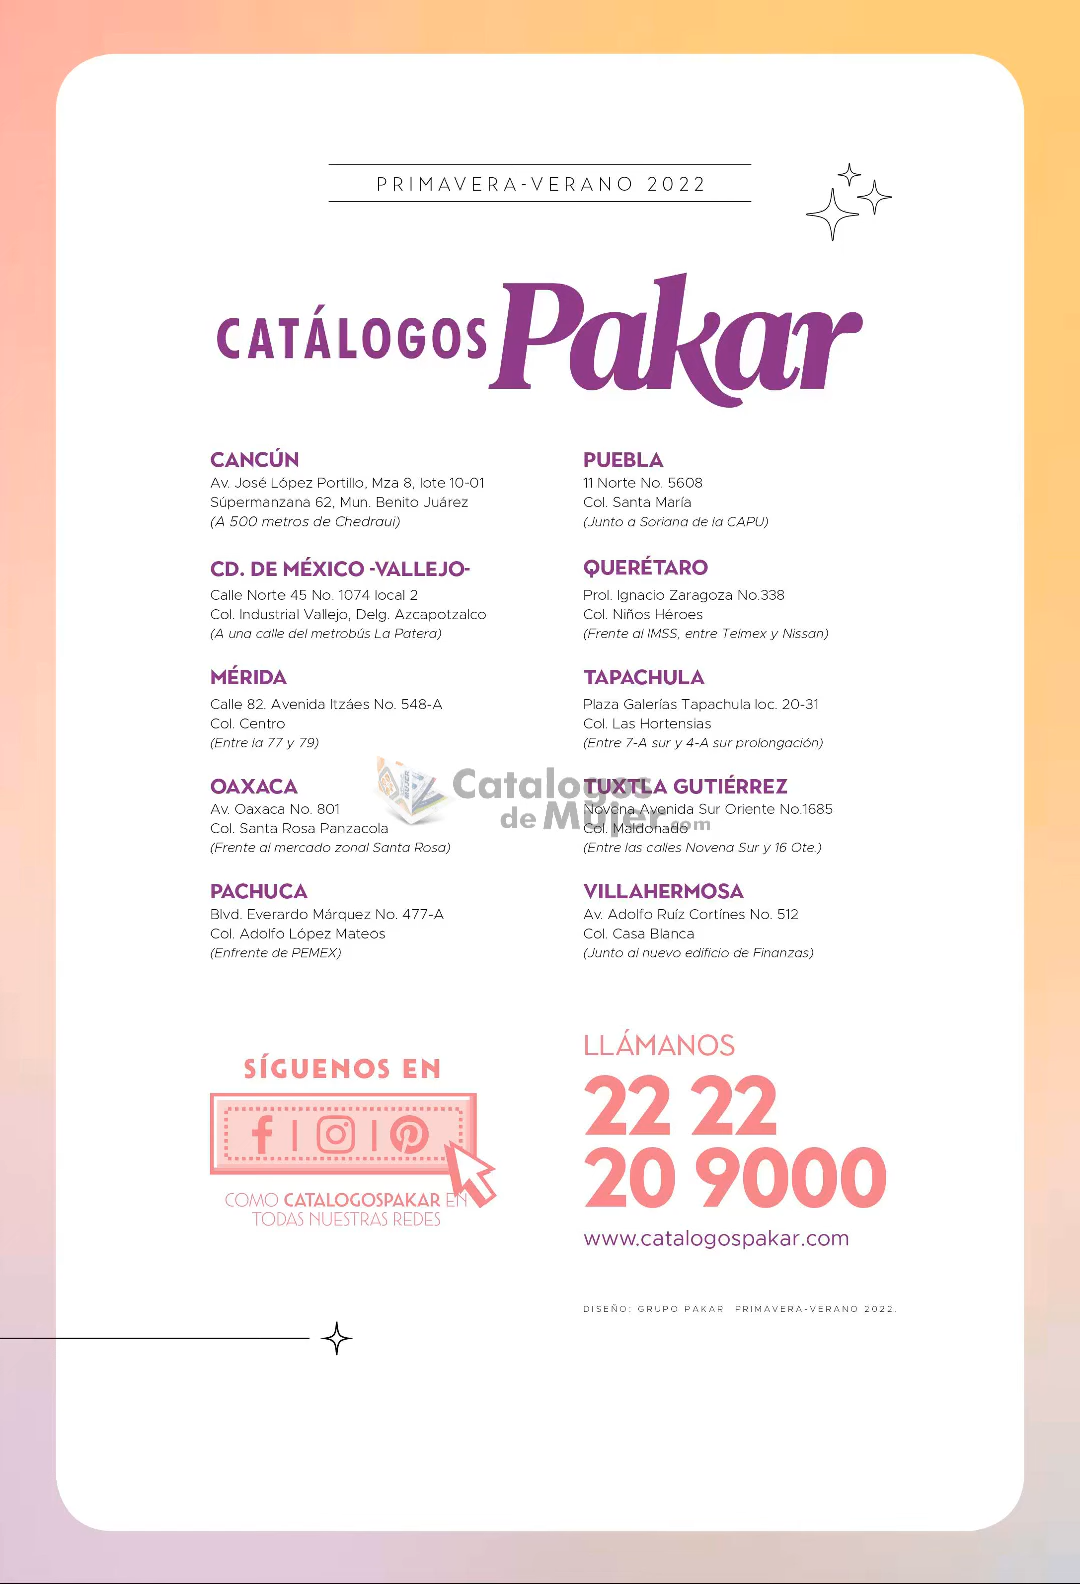 PRIMAVERA-VERANO 2022
CATÁLOGOS Pakar
CANCÚN
Av. José López Portillo, Mza 8, lote 10-01
Súpermanzana 62, Mun. Benito Juárez
(A 500 metros de Chedraui)
CD. DE MÉXICO -VALLEJO-
Calle Norte 45 No. 1074 local 2
Col. Industrial Vallejo, Delg. Azcapotzalco
(A una calle del metrobús La Patera)
MÉRIDA
Calle 82. Avenida Itzáes No. 548-A
Col. Centro
(Entre la 77 y 79)
OAXACA
Av. Oaxaca No. 801
Col. Santa Rosa Panzacola
(Frente al mercado zonal Santa Rosa)
PACHUCA
Blvd. Everardo Márquez No. 477-A
Col. Adolfo López Mateos
(Enfrente de PEMEX)
PUEBLA
11 Norte No. 5608
Col. Santa María
(Junto a Soriana de la CAPU)
QUERÉTARO
Prol. Ignacio Zaragoza No.338
Col. Niños Héroes
(Frente al IMSS, entre Telmex y Nissan)
TAPACHULA
Plaza Galerías Tapachula loc. 20-31
Col. Las Hortensias
(Entre 7-A sur y 4-A sur prolongación)
TUXTLA GUTIÉRREZ
Novena Avenida Sur Oriente No.1685
Col. Maldonado
(Entre las calles Novena Sur y 16 Ote.)
VILLAHERMOSA
Av. Adolfo Ruíz Cortínes No. 512
Col. Casa Blanca
(Junto al nuevo edificio de Finanzas)
Catalogos
de Mujer.com
SÍGUENOS EN
COMO CATALOGOSPAKAR EN
TODAS NUESTRAS REDES
LLÁMANOS
22 22
20 9000
www.catalogospakar.com
DISEÑO: GRUPO PAKAR PRIMAVERA-VERANO 2022.